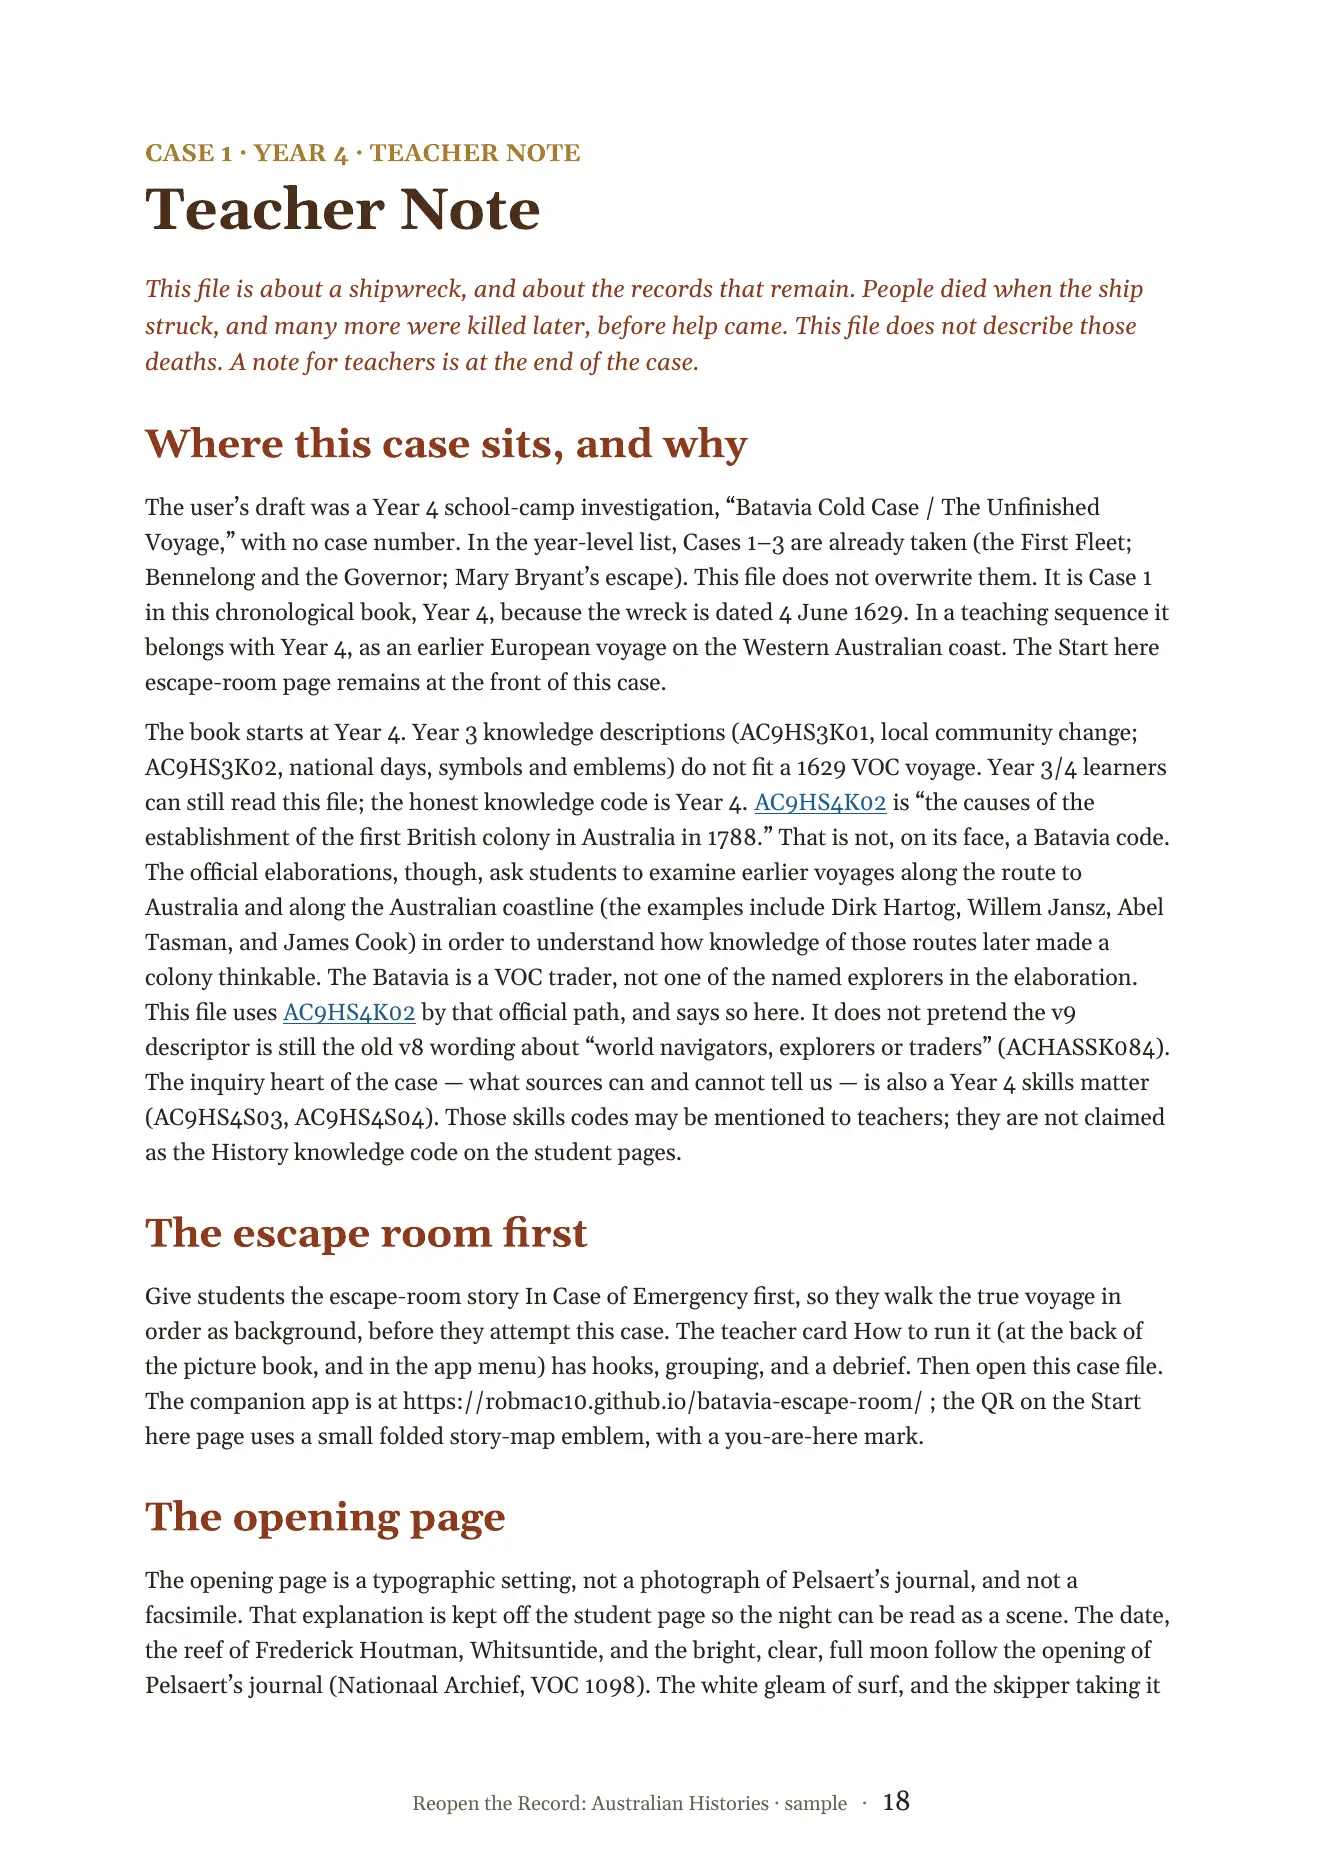 CASE 1 · YEAR 4 · TEACHER NOTE
Teacher Note
This file is about a shipwreck, and about the records that remain. People died when the ship
struck, and many more were killed later, before help came. This file does not describe those
deaths. A note for teachers is at the end of the case.
Where this case sits, and why
The user’s draft was a Year 4 school-camp investigation, “Batavia Cold Case / The Unfinished
Voyage,” with no case number. In the year-level list, Cases 1–3 are already taken (the First Fleet;
Bennelong and the Governor; Mary Bryant’s escape). This file does not overwrite them. It is Case 1
in this chronological book, Year 4, because the wreck is dated 4 June 1629. In a teaching sequence it
belongs with Year 4, as an earlier European voyage on the Western Australian coast. The Start here
escape-room page remains at the front of this case.
The book starts at Year 4. Year 3 knowledge descriptions (AC9HS3K01, local community change;
AC9HS3K02, national days, symbols and emblems) do not fit a 1629 VOC voyage. Year 3/4 learners
can still read this file; the honest knowledge code is Year 4. AC9HS4K02 is “the causes of the
establishment of the first British colony in Australia in 1788.” That is not, on its face, a Batavia code.
The official elaborations, though, ask students to examine earlier voyages along the route to
Australia and along the Australian coastline (the examples include Dirk Hartog, Willem Jansz, Abel
Tasman, and James Cook) in order to understand how knowledge of those routes later made a
colony thinkable. The Batavia is a VOC trader, not one of the named explorers in the elaboration.
This file uses AC9HS4K02 by that official path, and says so here. It does not pretend the v9
descriptor is still the old v8 wording about “world navigators, explorers or traders” (ACHASSK084).
The inquiry heart of the case — what sources can and cannot tell us — is also a Year 4 skills matter
(AC9HS4S03, AC9HS4S04). Those skills codes may be mentioned to teachers; they are not claimed
as the History knowledge code on the student pages.
The escape room first
Give students the escape-room story In Case of Emergency first, so they walk the true voyage in
order as background, before they attempt this case. The teacher card How to run it (at the back of
the picture book, and in the app menu) has hooks, grouping, and a debrief. Then open this case file.
The companion app is at https://robmac10.github.io/batavia-escape-room/ ; the QR on the Start
here page uses a small folded story-map emblem, with a you-are-here mark.
The opening page
The opening page is a typographic setting, not a photograph of Pelsaert’s journal, and not a
facsimile. That explanation is kept off the student page so the night can be read as a scene. The date,
the reef of Frederick Houtman, Whitsuntide, and the bright, clear, full moon follow the opening of
Pelsaert’s journal (Nationaal Archief, VOC 1098). The white gleam of surf, and the skipper taking it
Reopen the Record: Australian Histories · sample · 18